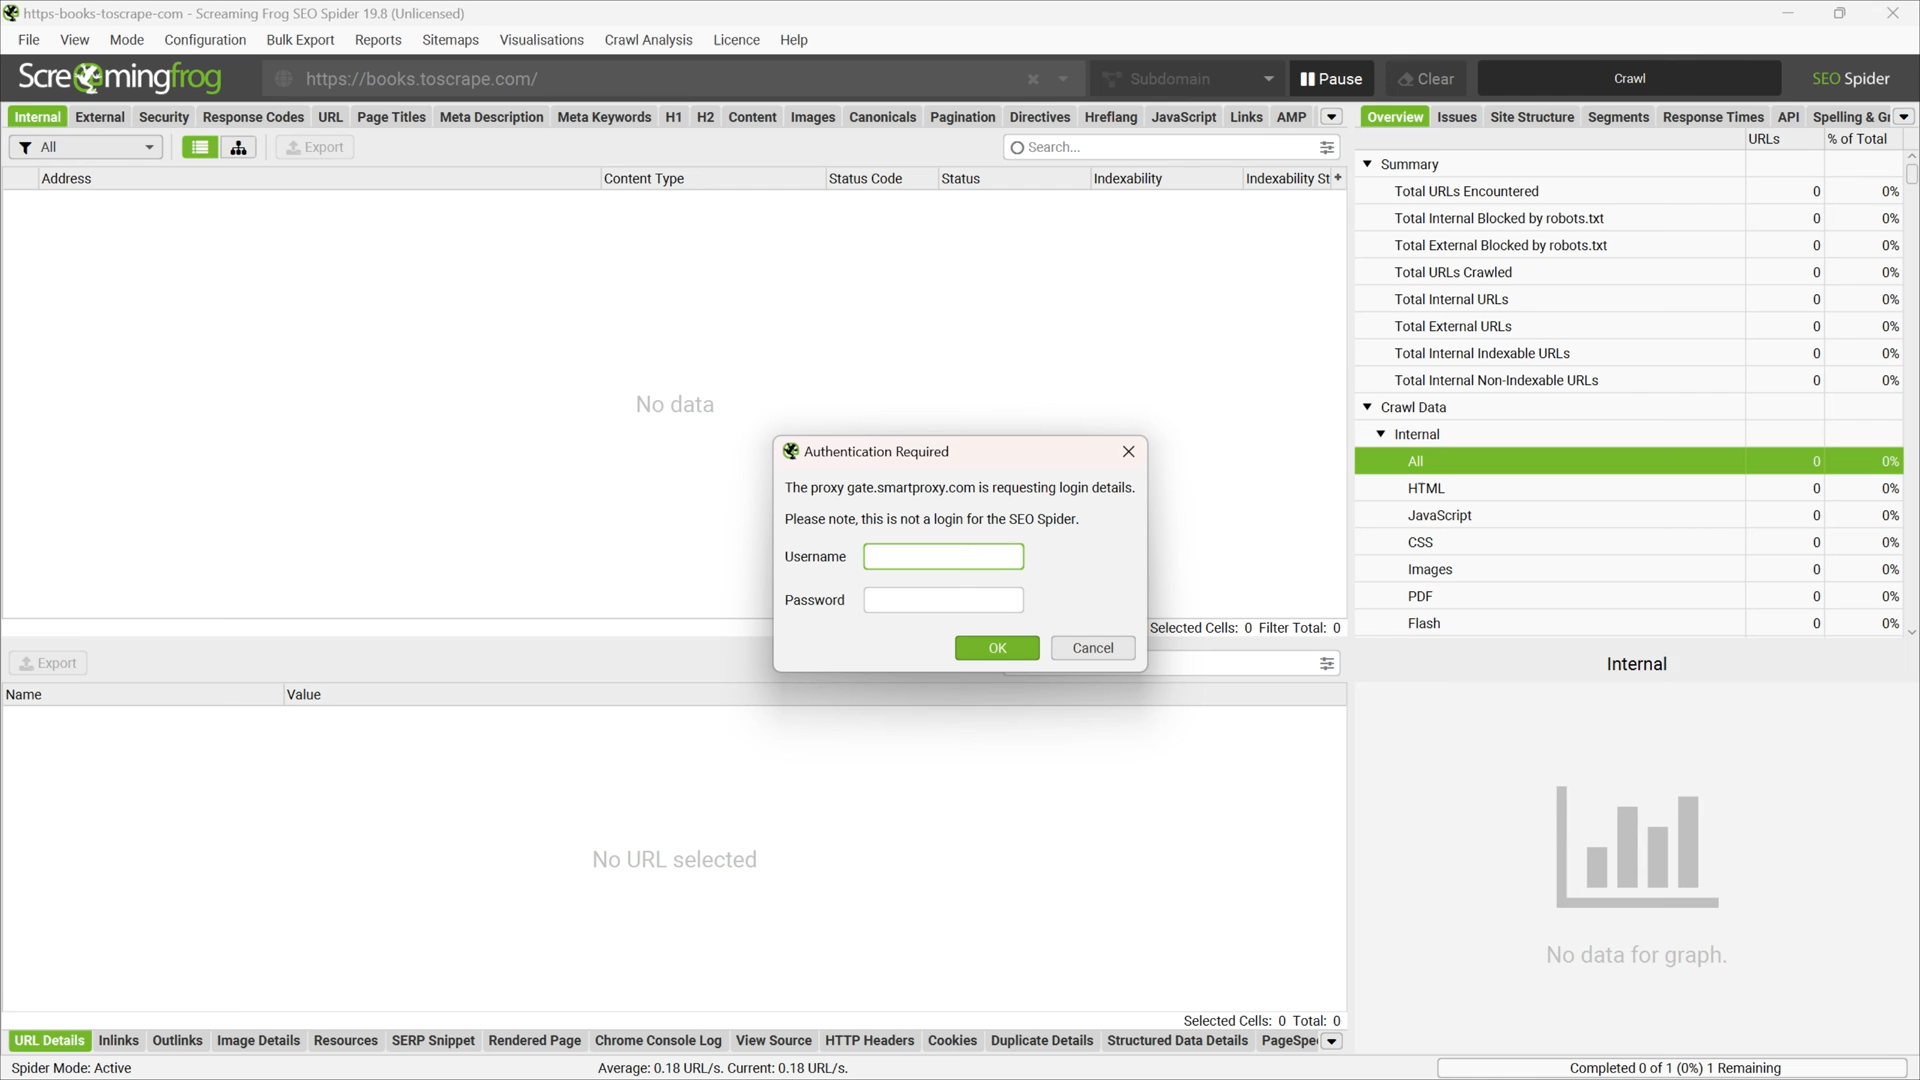 https-books-toscrape-com - Screaming Frog SEO Spider 19.8 (Unlicensed)
File View Mode Configuration Bulk Export Reports Sitemaps Visualisations Crawl Analysis Licence Help
Screamingfrog https://books.toscrape.com/ Subdomain Pause Clear Crawl SEO Spider
Internal External Security Response Codes URL Page Titles Meta Description Meta Keywords H1 H2 Content Images Canonicals Pagination Directives Hreflang JavaScript Links AMP
All Export Search...
Address Content Type Status Code Status Indexability Indexability St +
No data
Selected Cells: 0 Filter Total: 0
Authentication Required
The proxy gate.smartproxy.com is requesting login details.
Please note, this is not a login for the SEO Spider.
Username
Password
OK Cancel
Export
Name Value
No URL selected
Selected Cells: 0 Total: 0
URL Details Inlinks Outlinks Image Details Resources SERP Snippet Rendered Page Chrome Console Log View Source HTTP Headers Cookies Duplicate Details Structured Data Details PageSpe
Overview Issues Site Structure Segments Response Times API Spelling & Gr
URLs % of Total
Summary
Total URLs Encountered 0 0%
Total Internal Blocked by robots.txt 0 0%
Total External Blocked by robots.txt 0 0%
Total URLs Crawled 0 0%
Total Internal URLs 0 0%
Total External URLs 0 0%
Total Internal Indexable URLs 0 0%
Total Internal Non-Indexable URLs 0 0%
Crawl Data
Internal
All 0 0%
HTML 0 0%
JavaScript 0 0%
CSS 0 0%
Images 0 0%
PDF 0 0%
Flash 0 0%
Internal
No data for graph.
Spider Mode: Active Average: 0.18 URL/s. Current: 0.18 URL/s. Completed 0 of 1 (0%) 1 Remaining